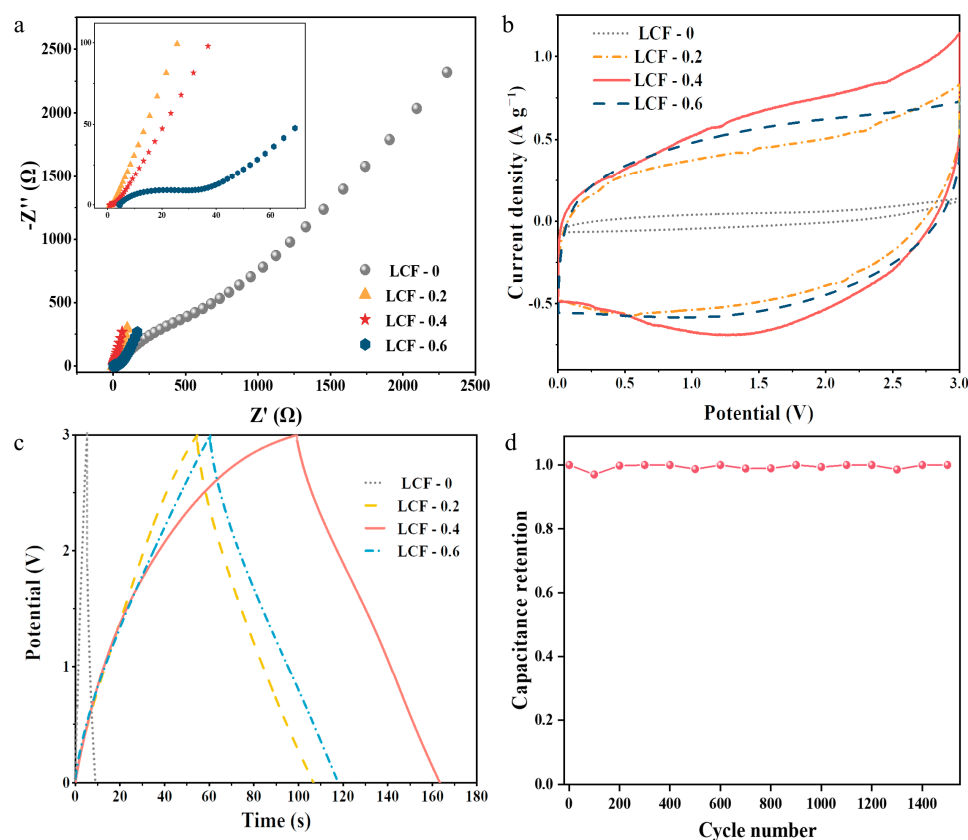 a
-Z'' (Ω)
2500
2000
1500
1000
500
0
0
250
500
750
1000
1250
1500
1750
2000
2250
2500
Z' (Ω)
100
50
0
0
20
40
60
LCF - 0
LCF - 0.2
LCF - 0.4
LCF - 0.6
b
Current density (A g⁻¹)
1.0
0.5
0.0
-0.5
0.0
0.5
1.0
1.5
2.0
2.5
3.0
Potential (V)
LCF - 0
LCF - 0.2
LCF - 0.4
LCF - 0.6
c
Potential (V)
3
2
1
0
0
20
40
60
80
100
120
140
160
180
Time (s)
LCF - 0
LCF - 0.2
LCF - 0.4
LCF - 0.6
d
Capacitance retention
1.0
0.8
0.6
0.4
0.2
0.0
0
200
400
600
800
1000
1200
1400
Cycle number